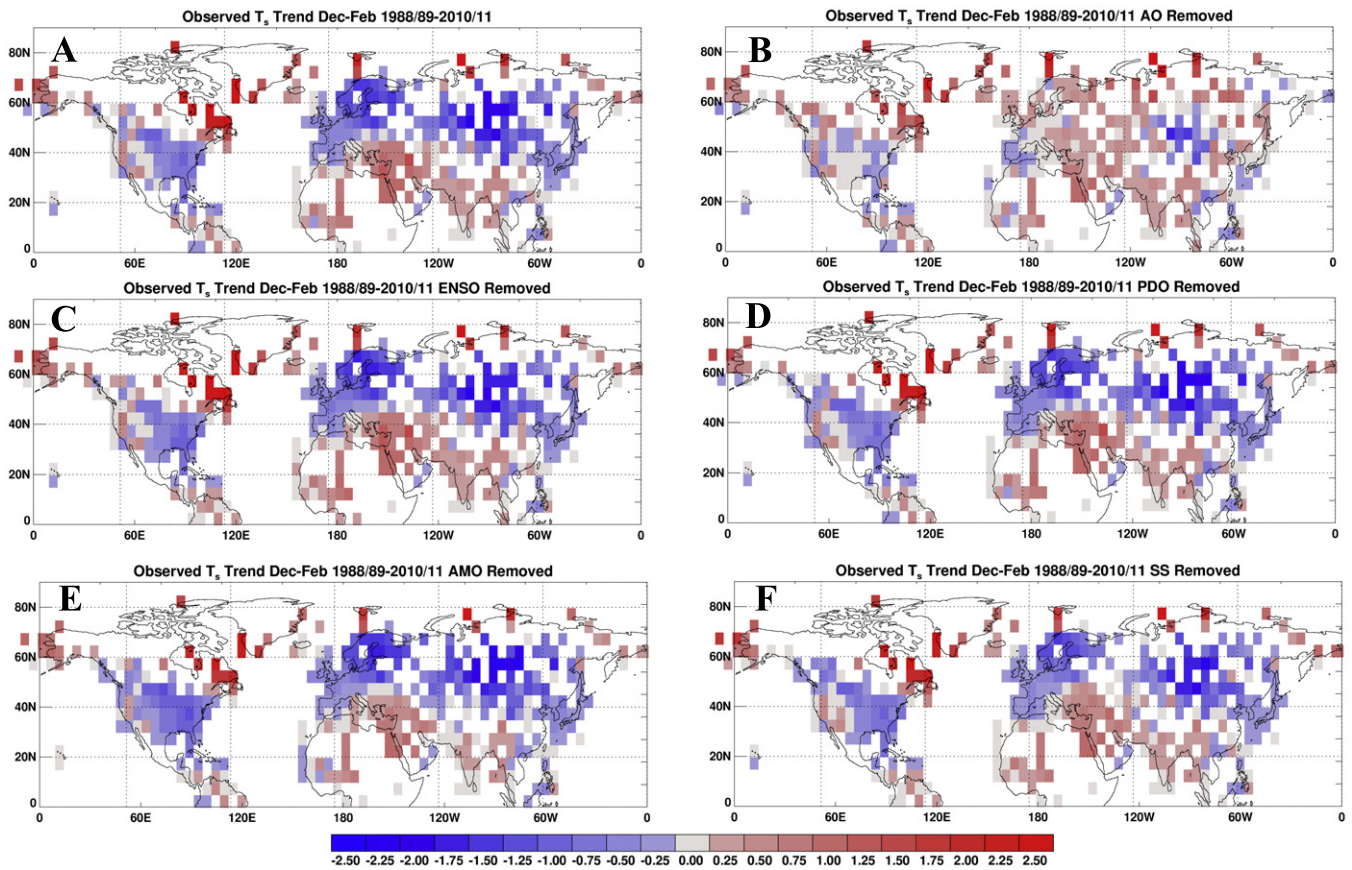 Observed Ts Trend Dec-Feb 1988/89-2010/11
A
80N
60N
40N
20N
0
0 60E 120E 180 120W 60W 0
Observed Ts Trend Dec-Feb 1988/89-2010/11 AO Removed
B
80N
60N
40N
20N
0
0 60E 120E 180 120W 60W 0
Observed Ts Trend Dec-Feb 1988/89-2010/11 ENSO Removed
C
80N
60N
40N
20N
0
0 60E 120E 180 120W 60W 0
Observed Ts Trend Dec-Feb 1988/89-2010/11 PDO Removed
D
80N
60N
40N
20N
0
0 60E 120E 180 120W 60W 0
Observed Ts Trend Dec-Feb 1988/89-2010/11 AMO Removed
E
80N
60N
40N
20N
0
0 60E 120E 180 120W 60W 0
Observed Ts Trend Dec-Feb 1988/89-2010/11 SS Removed
F
80N
60N
40N
20N
0
0 60E 120E 180 120W 60W 0
-2.50 -2.25 -2.00 -1.75 -1.25 -1.00 -0.50 -0.25 0.00 0.25 0.50 0.75 1.00 1.25 1.75 2.00 2.25 2.50